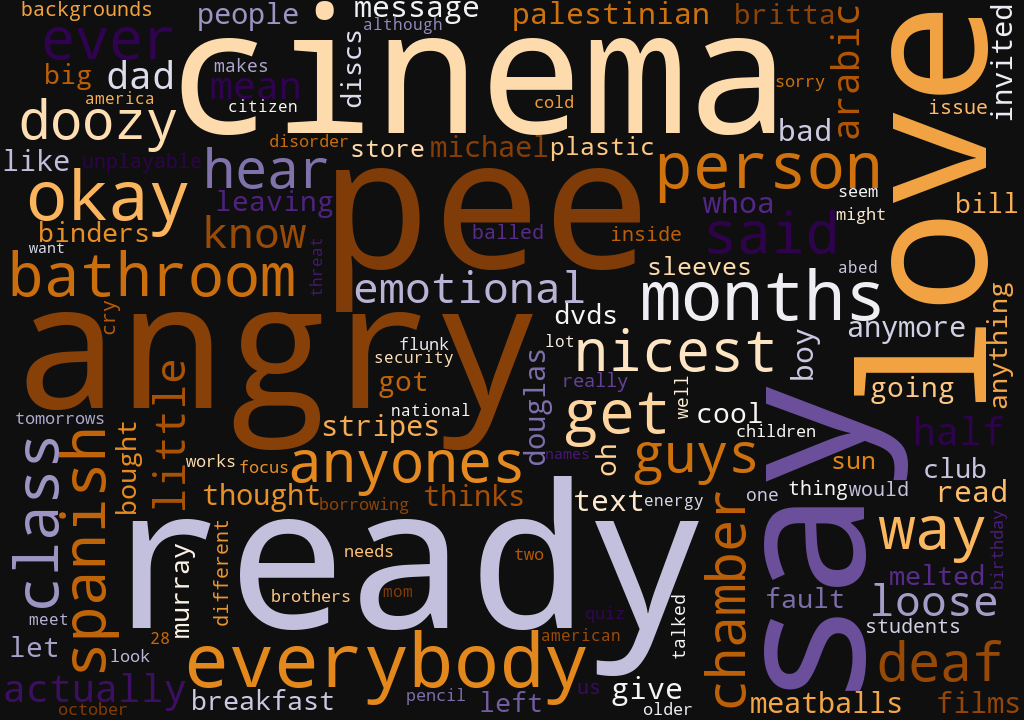 backgrounds
people
message
although
palestinian
britta
ever
cinema
discs
arabic
love
invited
big
dad
makes
mean
america
citizen
cold
sorry
issue
doozy
disorder
store
michael
plastic
bad
like
unplayable
hear
pee
person
okay
leaving
whoa
seem
might
bill
binders
know
balled
inside
said
want
bathroom
threat
emotional
sleeves
abed
months
cry
angry
dvds
anymore
anything
flunk
security
lot
nicest
boy
got
douglas
really
well
going
tomorrows
little
national
stripes
get
cool
children
say
half
class
spanish
bought
works
focus
anyones
names
oh
guys
sun
club
thought
borrowing
thinks
text
energy
one
thing
would
read
ready
murray
different
needs
two
chamber
way
birthday
brothers
mom
melted
fault
loose
meet
28
quiz
talked
students
let
look
everybody
american
deaf
actually
october
breakfast
pencil
left
us
give
older
meatballs
films